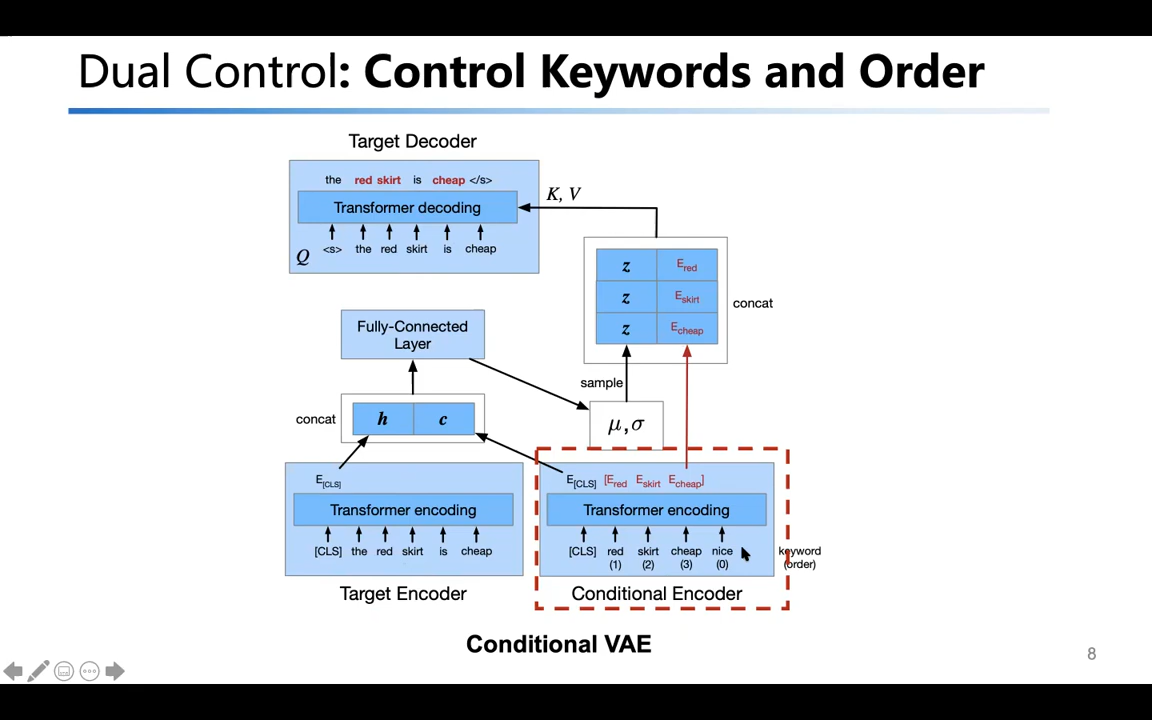 Dual Control: Control Keywords and Order
Target Decoder
the red skirt is cheap </s>
Transformer decoding
Q <s> the red skirt is cheap
K, V
z E_red
z E_skirt
z E_cheap
concat
Fully-Connected
Layer
sample
concat
h c
μ, σ
E_[CLS]
Transformer encoding
[CLS] the red skirt is cheap
Target Encoder
E_[CLS] [E_red E_skirt E_cheap]
Transformer encoding
[CLS] red skirt cheap nice keyword
(1) (2) (3) (0) (order)
Conditional Encoder
Conditional VAE
8